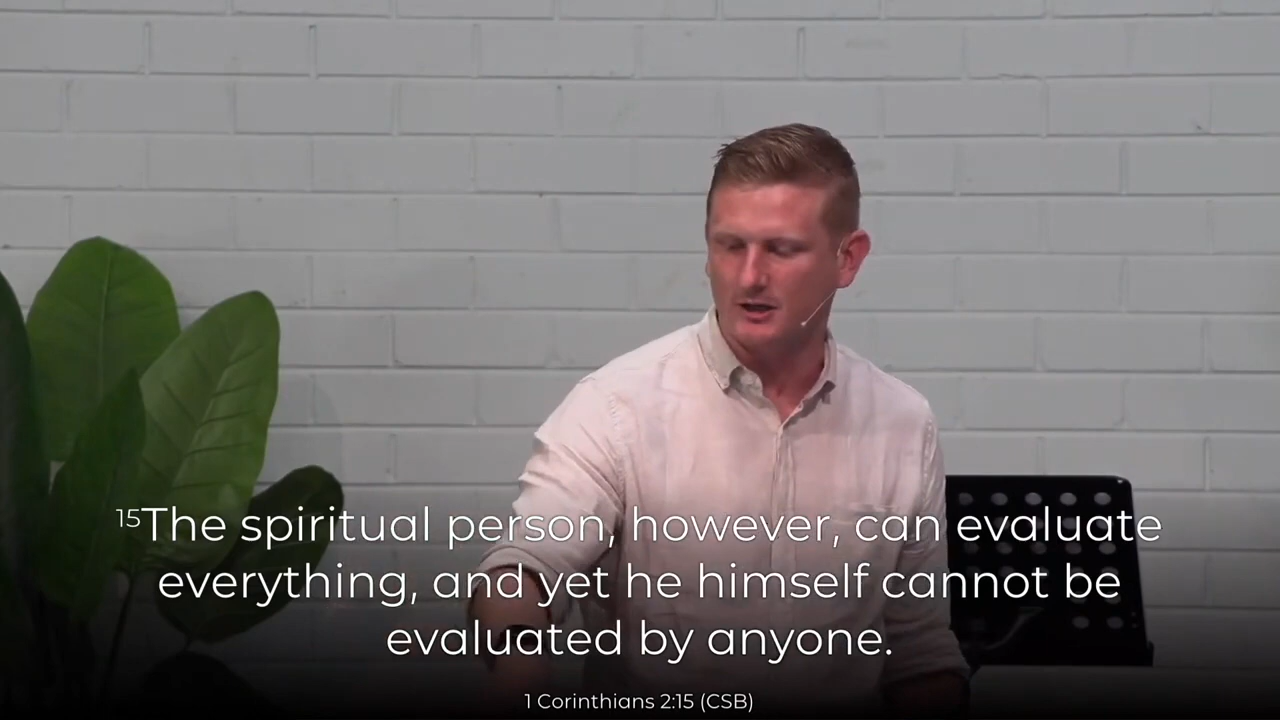 15The spiritual person, however, can evaluate
everything, and yet he himself cannot be
evaluated by anyone.
1 Corinthians 2:15 (CSB)